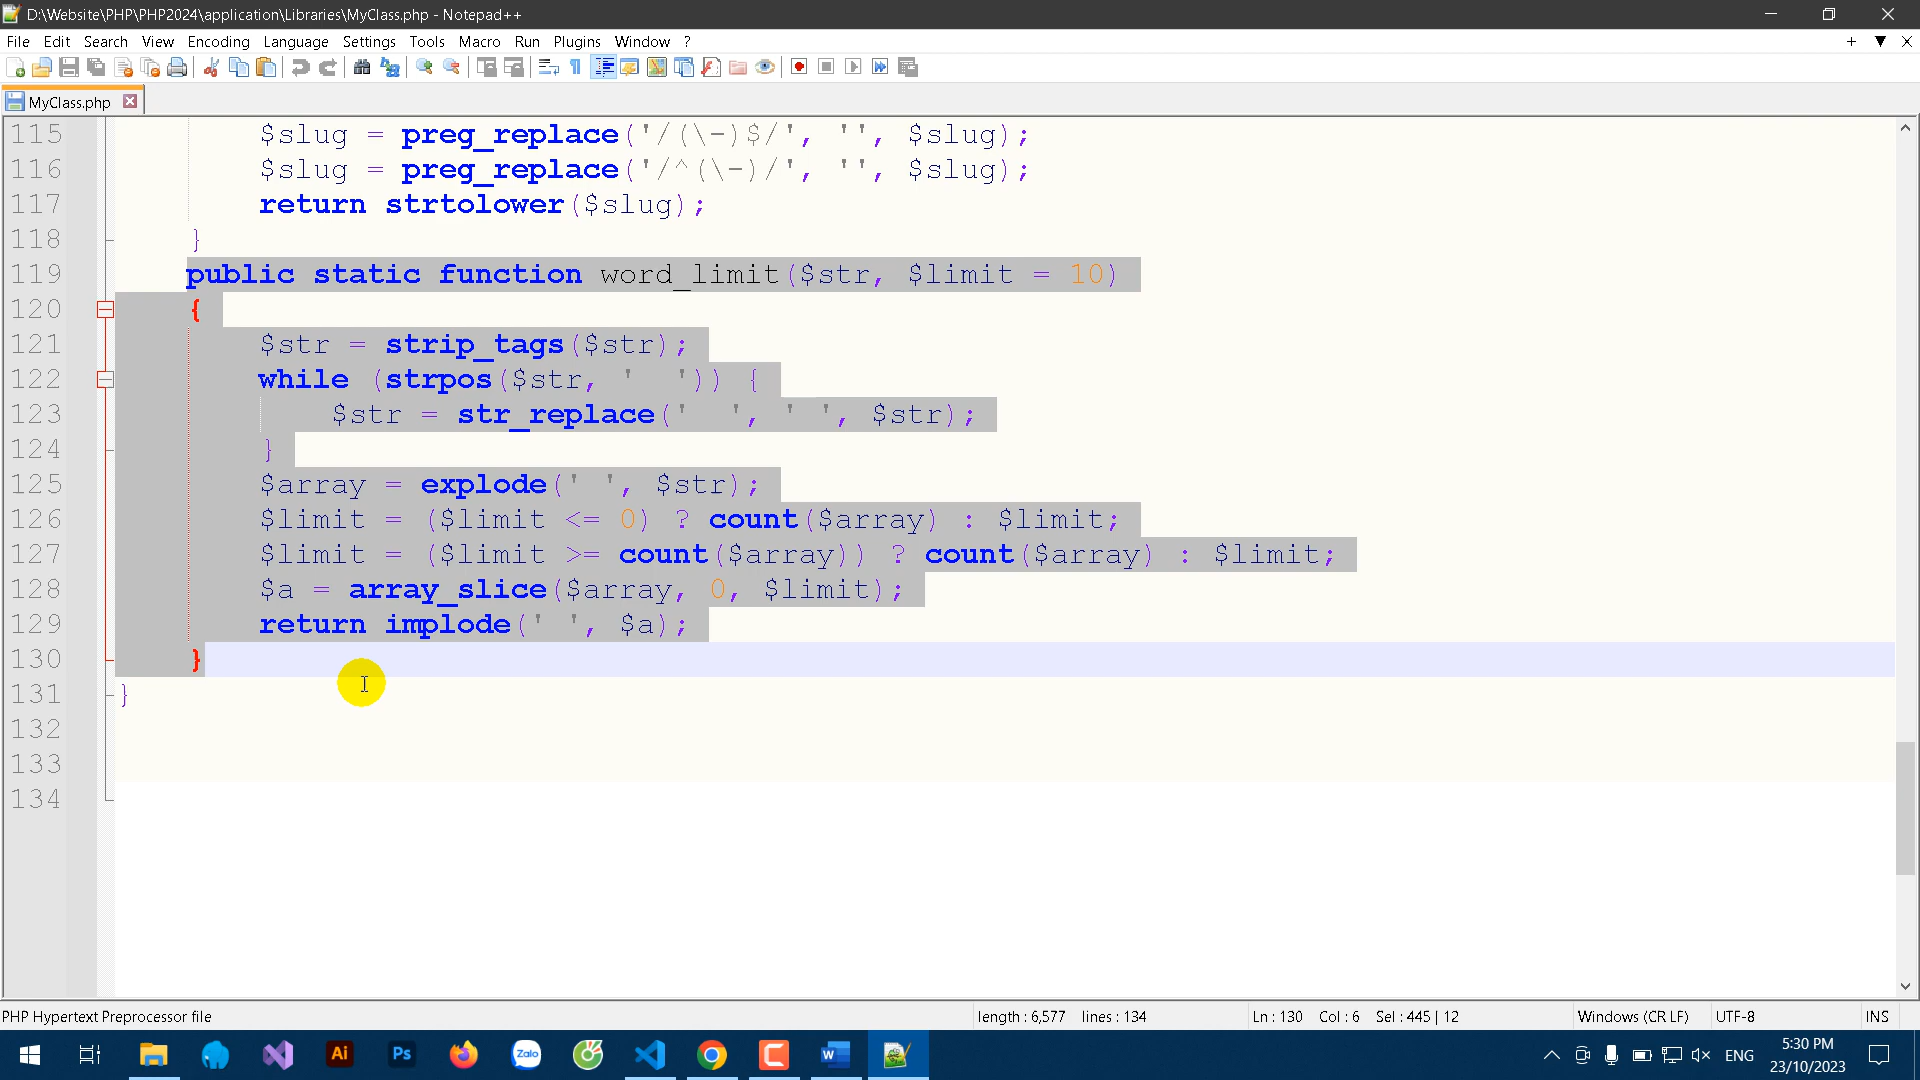 D:\Website\PHP\PHP2024\application\Libraries\MyClass.php - Notepad++
File Edit Search View Encoding Language Settings Tools Macro Run Plugins Window ?
MyClass.php
115 $slug = preg_replace('/(\-)$/', '', $slug);
116 $slug = preg_replace('/^(\-)/', '', $slug);
117 return strtolower($slug);
118 }
119 public static function word_limit($str, $limit = 10)
120 {
121 $str = strip_tags($str);
122 while (strpos($str, '  ')) {
123 $str = str_replace('  ', ' ', $str);
124 }
125 $array = explode(' ', $str);
126 $limit = ($limit <= 0) ? count($array) : $limit;
127 $limit = ($limit >= count($array)) ? count($array) : $limit;
128 $a = array_slice($array, 0, $limit);
129 return implode(' ', $a);
130 }
131 }
132
133
134
PHP Hypertext Preprocessor file length : 6,577 lines : 134 Ln : 130 Col : 6 Sel : 445 | 12 Windows (CR LF) UTF-8 INS
Ai Ps Zalo W ENG 5:30 PM
23/10/2023